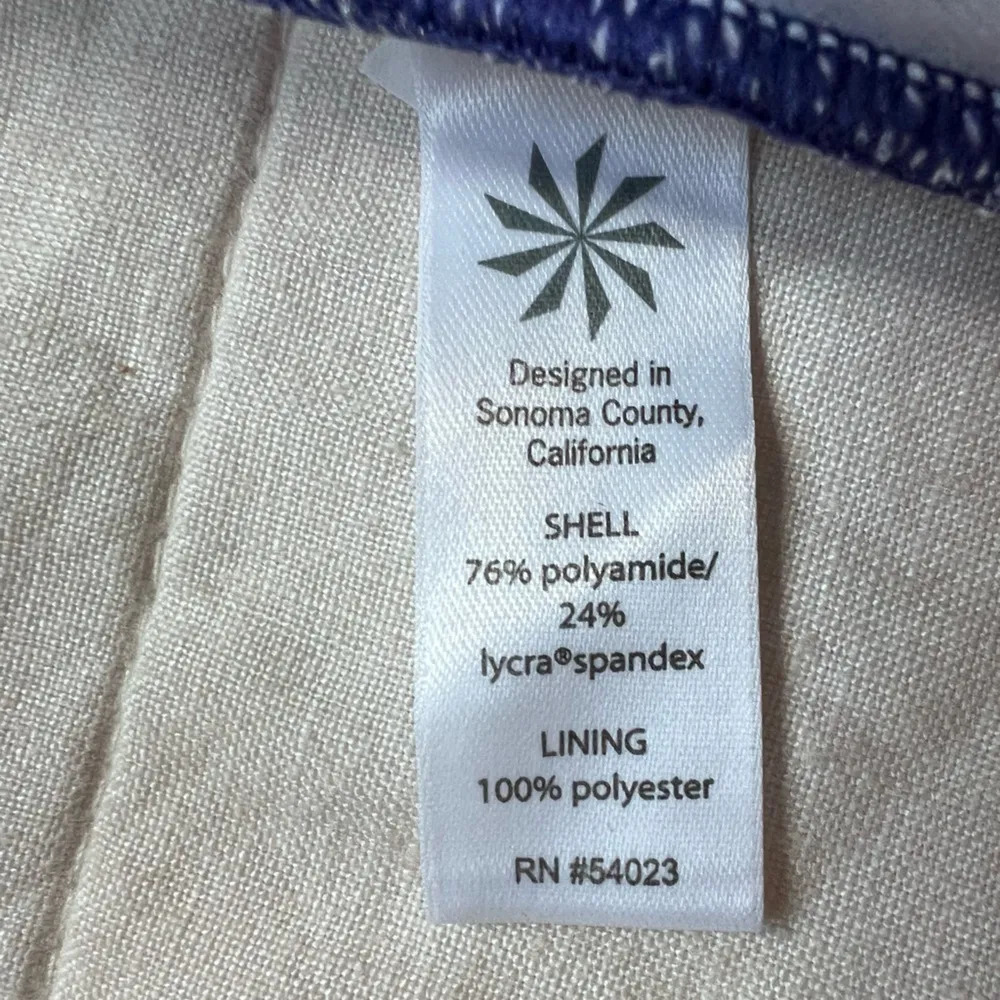 Designed in
Sonoma County,
California
SHELL
76% polyamide/
24%
lycra®spandex
LINING
100% polyester
RN #54023